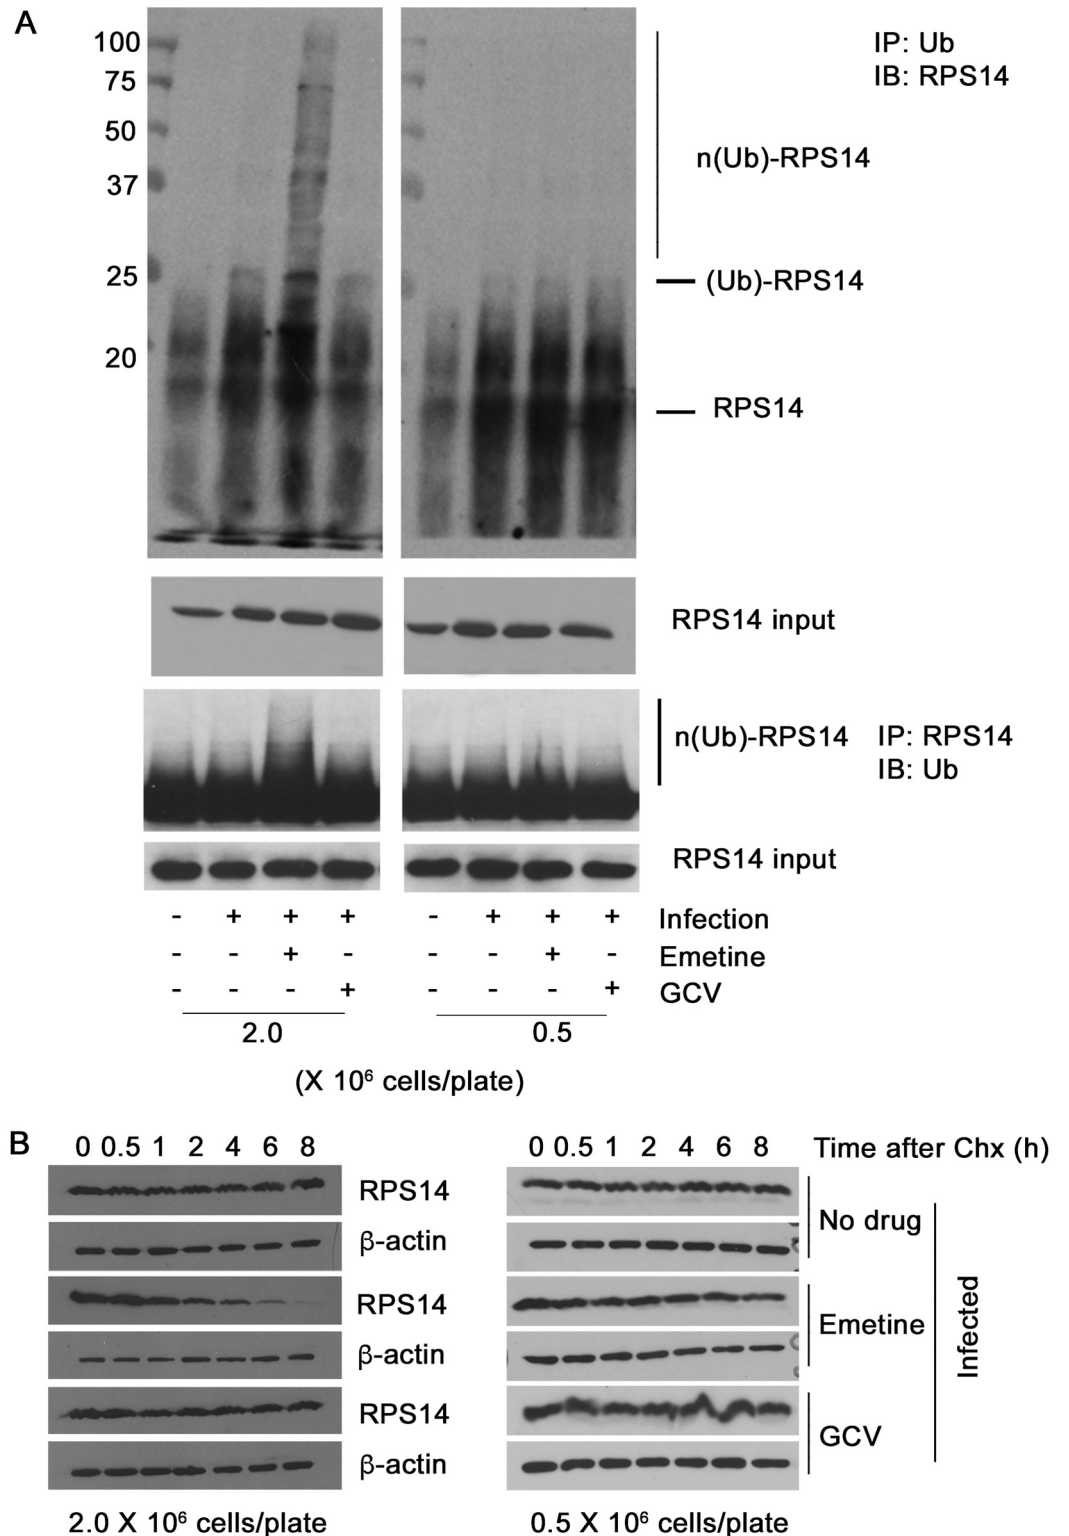 A
100
75
50
37
25
20
IP: Ub
IB: RPS14
n(Ub)-RPS14
(Ub)-RPS14
RPS14
RPS14 input
n(Ub)-RPS14 IP: RPS14
IB: Ub
RPS14 input
- + + + - + + + Infection
- - + - - - + - Emetine
- - - + - - - + GCV
2.0 0.5
(X 10⁶ cells/plate)
B
0 0.5 1 2 4 6 8 0 0.5 1 2 4 6 8 Time after Chx (h)
RPS14
β-actin
No drug
RPS14
β-actin
Emetine
RPS14
β-actin
GCV
Infected
2.0 X 10⁶ cells/plate 0.5 X 10⁶ cells/plate